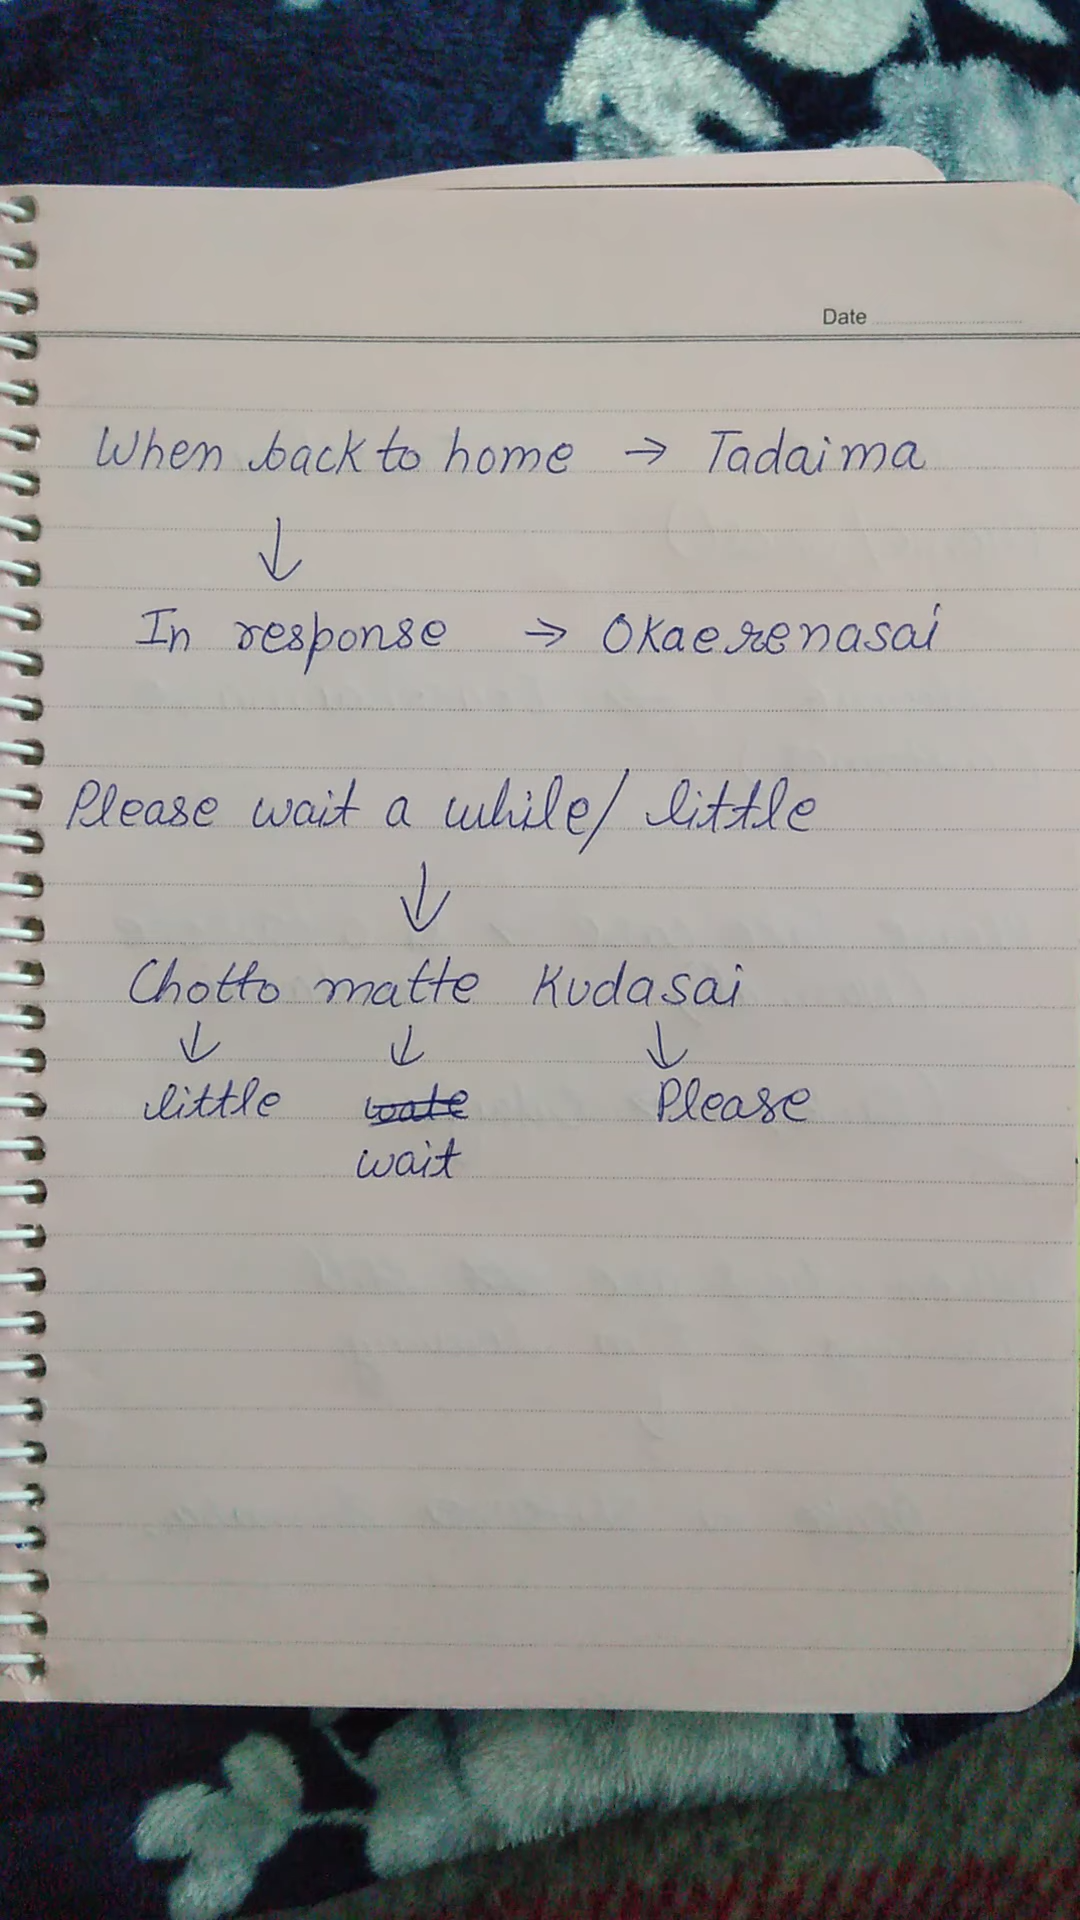 Date
When back to home → Tadaima
↓
In response → Okaerenasai
Please wait a while/ little
↓
Chotto matte Kudasai
↓ ↓ ↓
little wate Please
wait